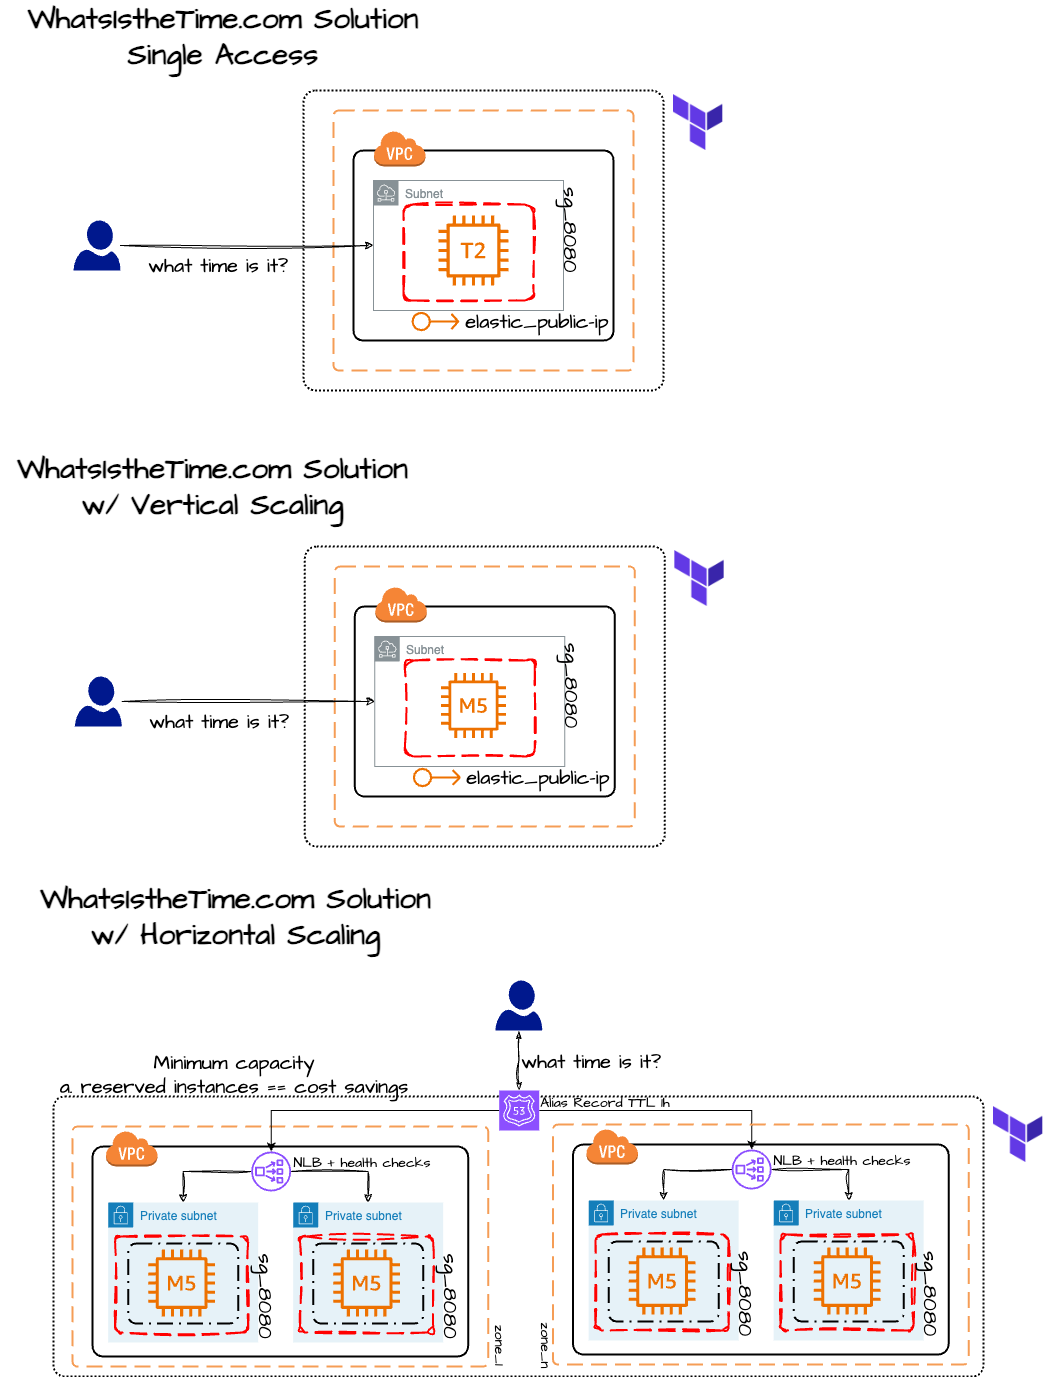 WhatsIstheTime.com Solution
Single Access
VPC
Subnet
sg_8080
T2
what time is it?
elastic_public-ip
WhatsIstheTime.com Solution
w/ Vertical Scaling
VPC
Subnet
sg_8080
M5
what time is it?
elastic_public-ip
WhatsIstheTime.com Solution
w/ Horizontal Scaling
what time is it?
Minimum capacity
a. reserved instances == cost savings
53
Alias Record TTL 1h
VPC
NLB + health checks
Private subnet
M5
sg_8080
Private subnet
M5
sg_8080
zone_1
VPC
NLB + health checks
Private subnet
M5
sg_8080
Private subnet
M5
sg_8080
zone_n